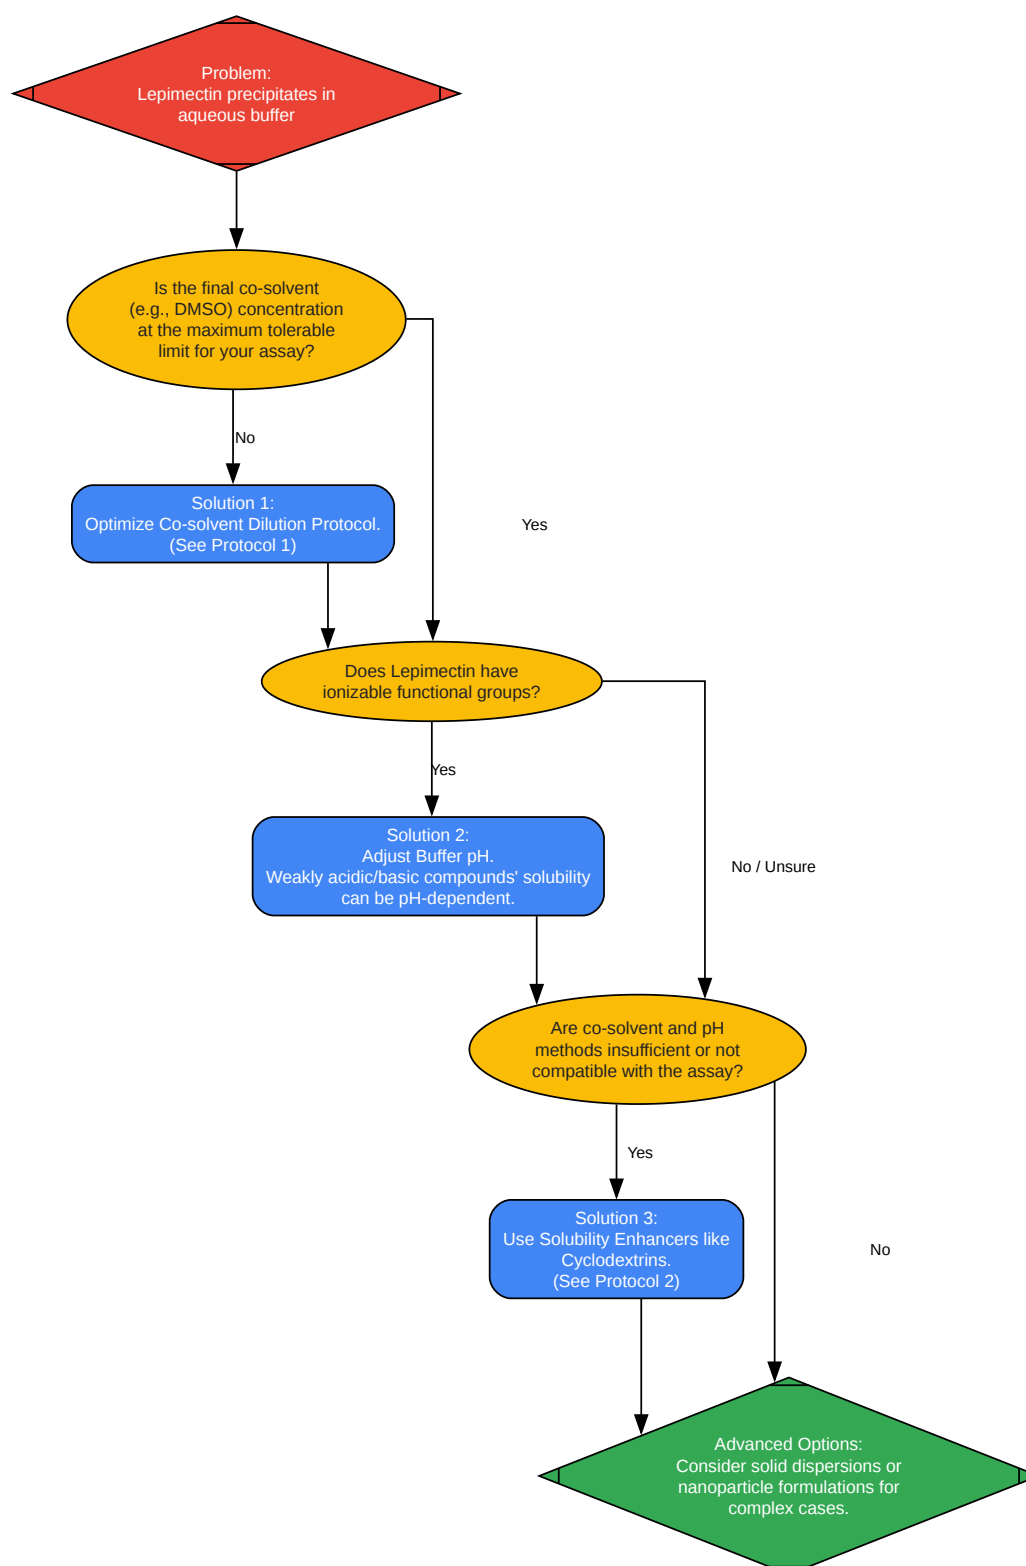 Problem:
Lepimectin precipitates in
aqueous buffer
Is the final co-solvent
(e.g., DMSO) concentration
at the maximum tolerable
limit for your assay?
No
Solution 1:
Optimize Co-solvent Dilution Protocol.
(See Protocol 1)
Yes
Does Lepimectin have
ionizable functional groups?
Yes
Solution 2:
Adjust Buffer pH.
Weakly acidic/basic compounds' solubility
can be pH-dependent.
No / Unsure
Are co-solvent and pH
methods insufficient or not
compatible with the assay?
Yes
Solution 3:
Use Solubility Enhancers like
Cyclodextrins.
(See Protocol 2)
No
Advanced Options:
Consider solid dispersions or
nanoparticle formulations for
complex cases.